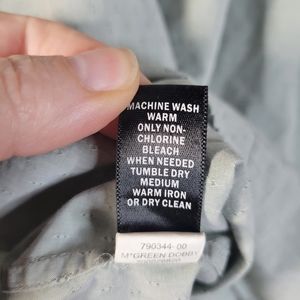 MACHINE WASH
WARM
ONLY NON-
CHLORINE
BLEACH
WHEN NEEDED
TUMBLE DRY
MEDIUM
WARM IRON
OR DRY CLEAN
790344-00
M*GREEN DOBBY